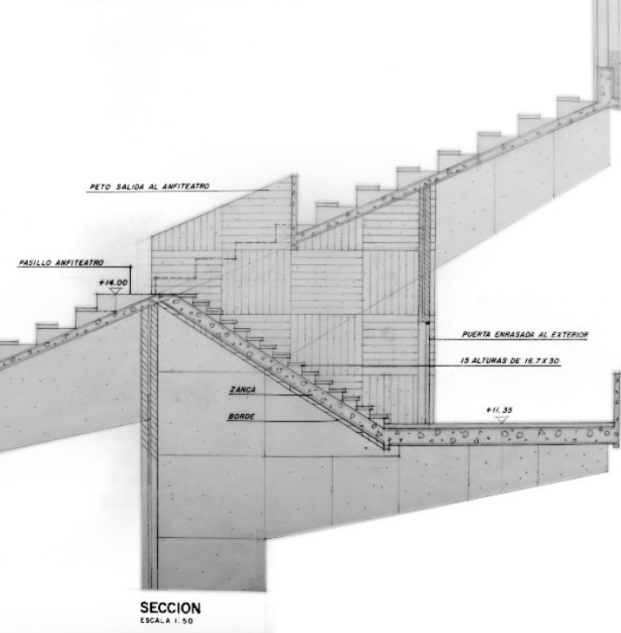 PETO SALIDA AL ANFITEATRO
PASILLO ANFITEATRO
+14.00
PUERTA ENRASADA AL EXTERIOR
15 ALTURAS DE 16.7 X 30
ZANCA
BORDE
+11.35
SECCION
ESCALA 1:50